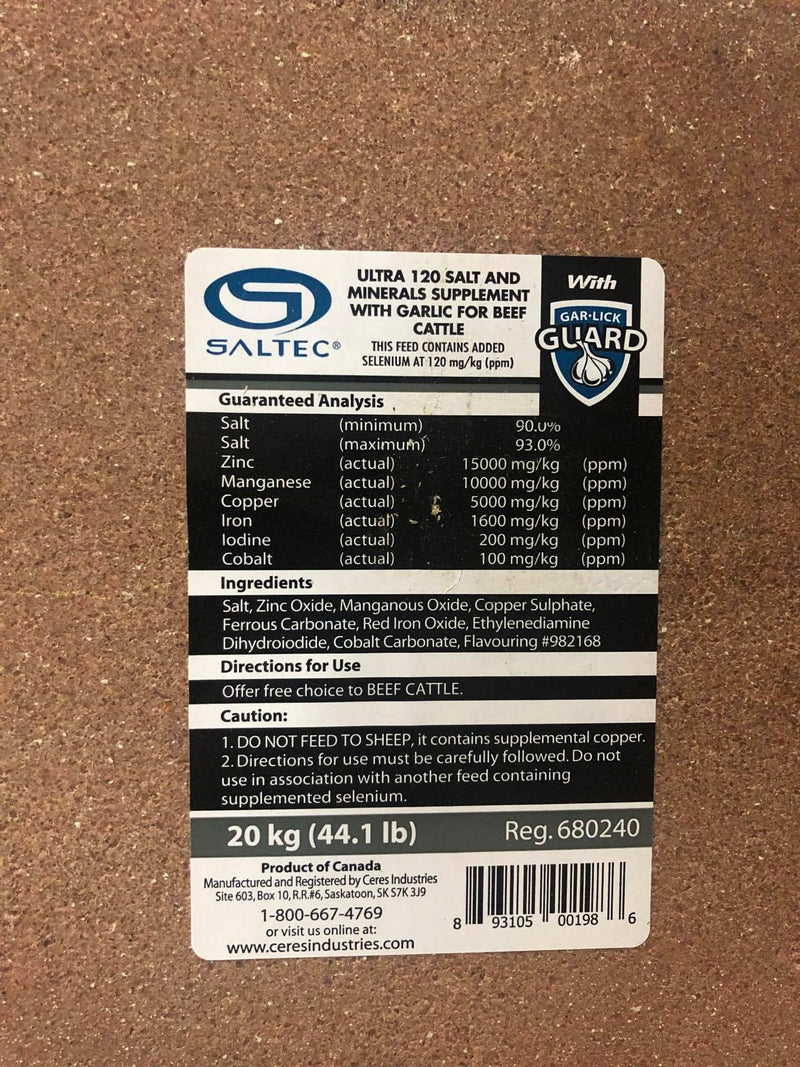 SALTEC®
ULTRA 120 SALT AND
MINERALS SUPPLEMENT
WITH GARLIC FOR BEEF
CATTLE
THIS FEED CONTAINS ADDED
SELENIUM AT 120 mg/kg (ppm)
With
GAR•LICK
GUARD
Guaranteed Analysis
Salt (minimum) 90.0%
Salt (maximum) 93.0%
Zinc (actual) 15000 mg/kg (ppm)
Manganese (actual) 10000 mg/kg (ppm)
Copper (actual) 5000 mg/kg (ppm)
Iron (actual) 1600 mg/kg (ppm)
Iodine (actual) 200 mg/kg (ppm)
Cobalt (actual) 100 mg/kg (ppm)
Ingredients
Salt, Zinc Oxide, Manganous Oxide, Copper Sulphate,
Ferrous Carbonate, Red Iron Oxide, Ethylenediamine
Dihydroiodide, Cobalt Carbonate, Flavouring #982168
Directions for Use
Offer free choice to BEEF CATTLE.
Caution:
1. DO NOT FEED TO SHEEP, it contains supplemental copper.
2. Directions for use must be carefully followed. Do not
use in association with another feed containing
supplemented selenium.
20 kg (44.1 lb) Reg. 680240
Product of Canada
Manufactured and Registered by Ceres Industries
Site 603, Box 10, R.R.#6, Saskatoon, SK S7K 3J9
1-800-667-4769
or visit us online at:
www.ceresindustries.com
8 93105 00198 6